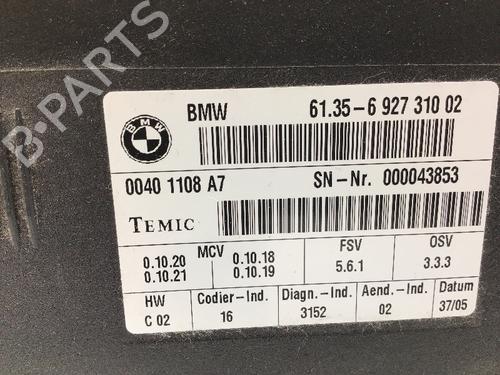 B-PARTS
BMW
BMW 61.35-6 927 310 02
0040 1108 A7 SN-Nr. 000043853
TEMIC
0.10.20 MCV 0.10.18 FSV OSV
0.10.21 0.10.19 5.6.1 3.3.3
HW Codier-Ind. Diagn.-Ind. Aend.-Ind. Datum
C 02 16 3152 02 37/05